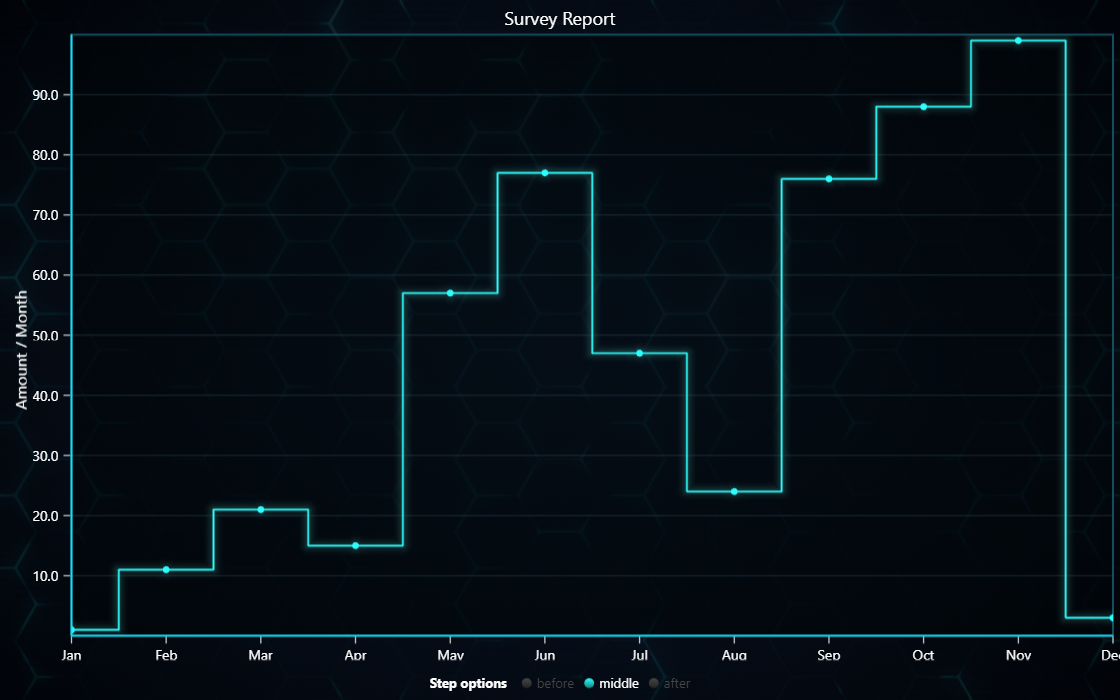 Survey Report
Amount / Month
90.0
80.0
70.0
60.0
50.0
40.0
30.0
20.0
10.0
Jan Feb Mar Apr May Jun Jul Aug Sep Oct Nov Dec
Step options before middle after